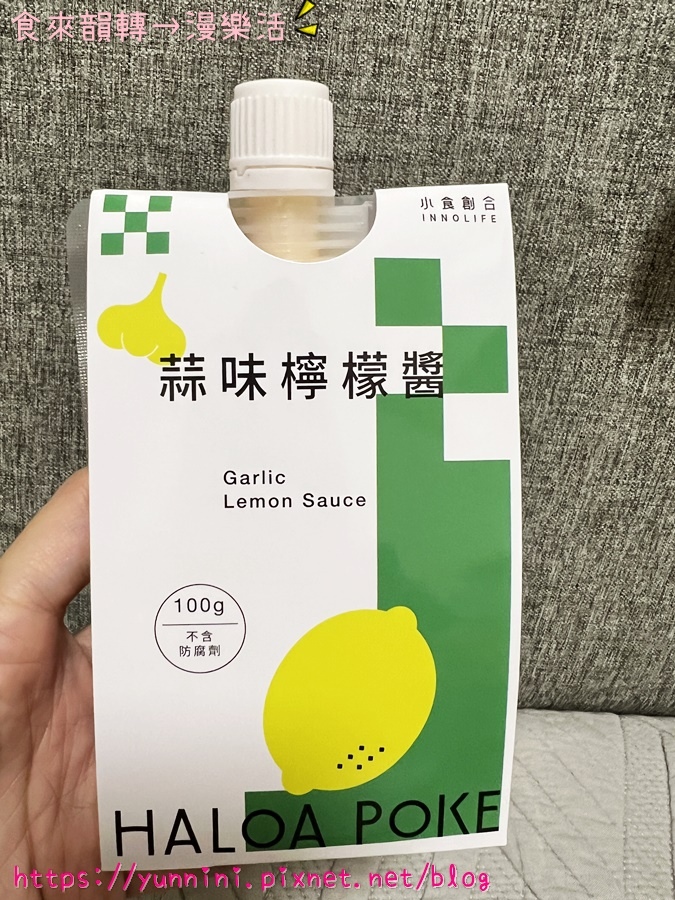 食來韻轉→漫樂活
小食創合
INNOLIFE
蒜味檸檬醬
Garlic
Lemon Sauce
100g
不含
防腐劑
HALOA POKE
https://yunnini.pixnet.net/blog